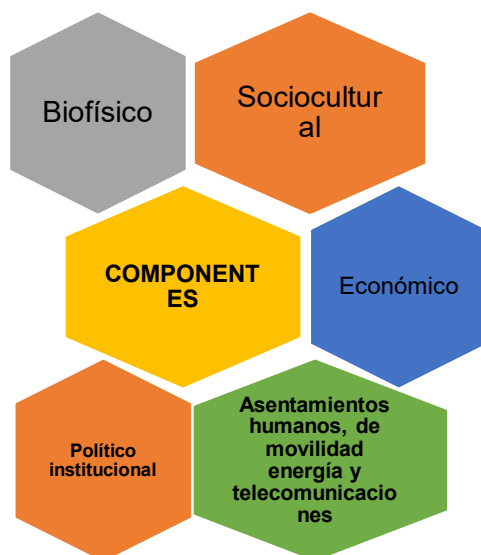 Biofísico
Sociocultur
al
COMPONENT
ES
Económico
Político
institucional
Asentamientos
humanos, de
movilidad
energía y
telecomunicacio
nes